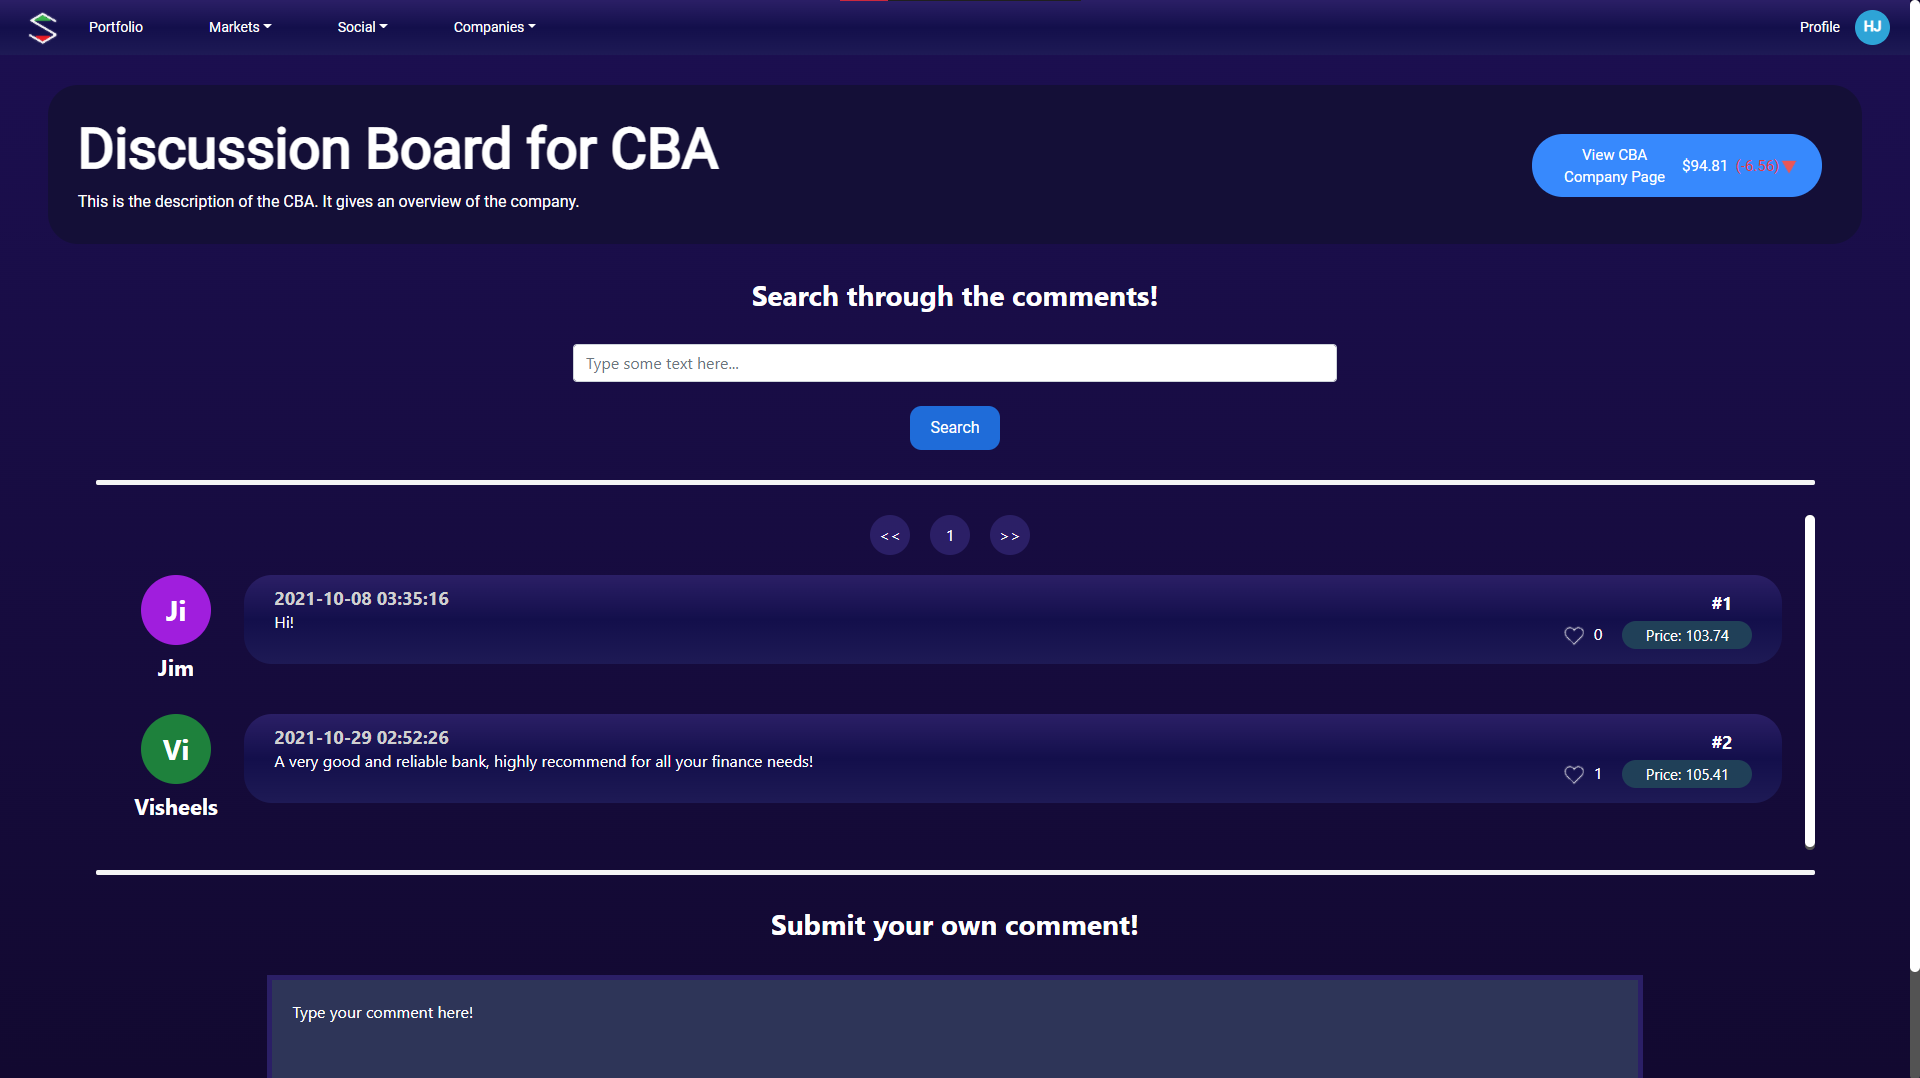 Portfolio Markets Social Companies Profile HJ
Discussion Board for CBA
This is the description of the CBA. It gives an overview of the company.
View CBA
Company Page
$94.81 (-6.56)
Search through the comments!
Type some text here...
Search
<< 1 >>
Ji
Jim
2021-10-08 03:35:16
Hi!
#1
0 Price: 103.74
Vi
Visheels
2021-10-29 02:52:26
A very good and reliable bank, highly recommend for all your finance needs!
#2
1 Price: 105.41
Submit your own comment!
Type your comment here!